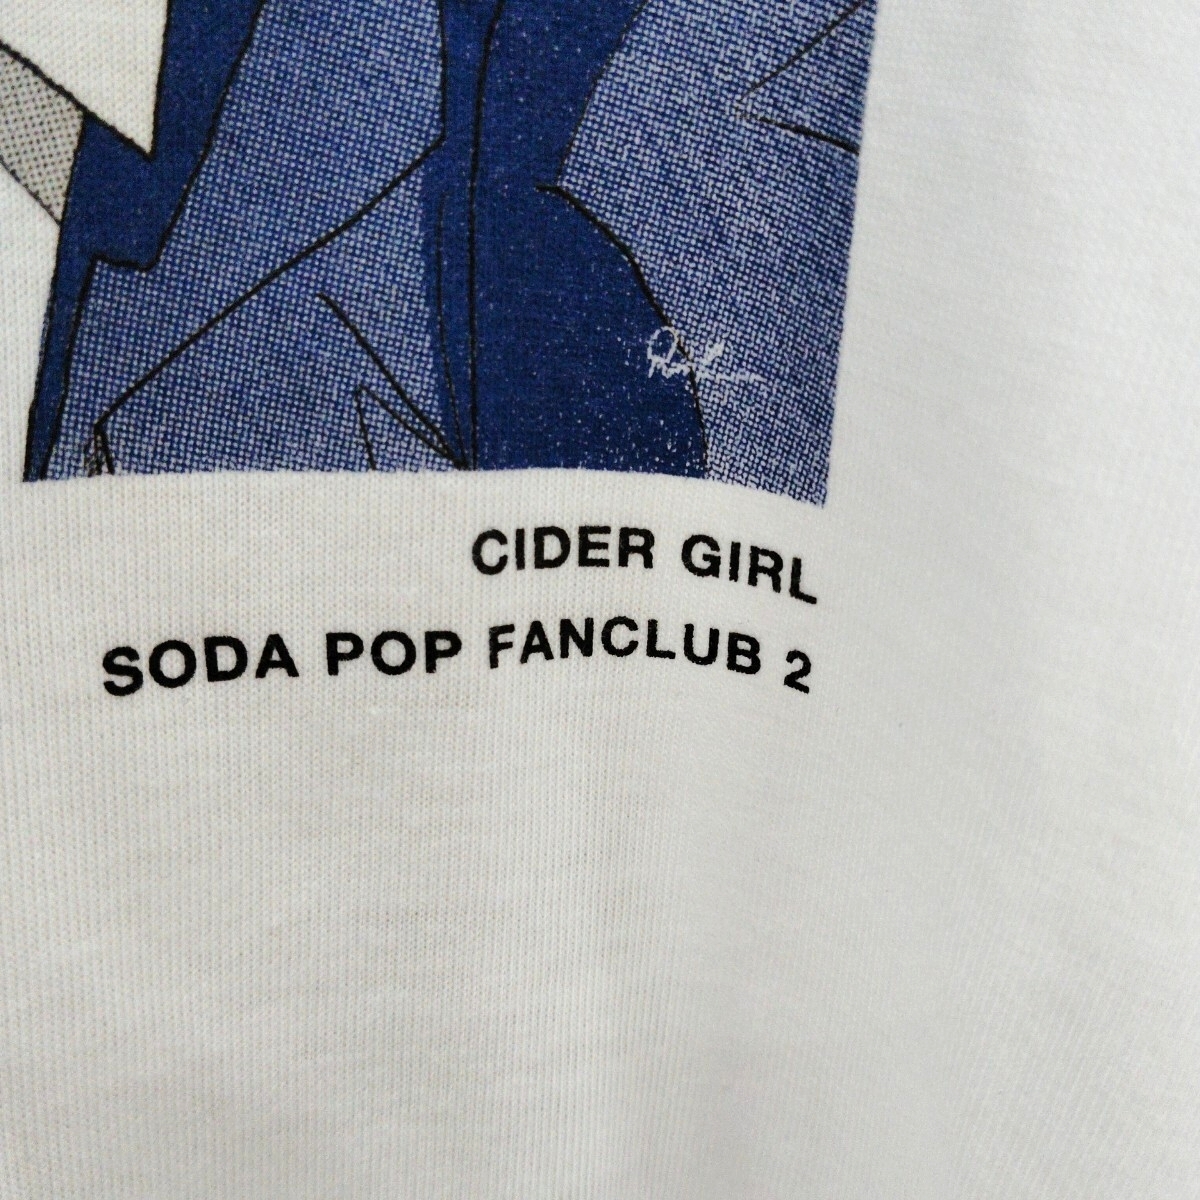 CIDER GIRL
SODA POP FANCLUB 2